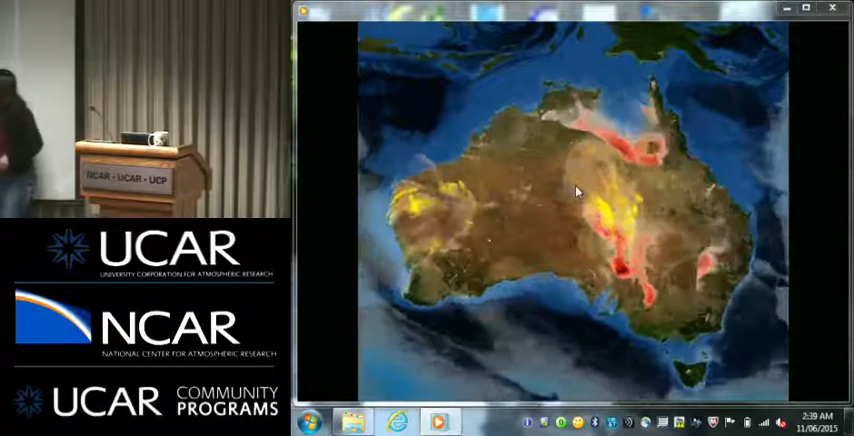 NCAR - UCAR - UCP
UCAR
UNIVERSITY CORPORATION FOR ATMOSPHERIC RESEARCH
NCAR
NATIONAL CENTER FOR ATMOSPHERIC RESEARCH
UCAR COMMUNITY
PROGRAMS
2:39 AM
11/06/2015